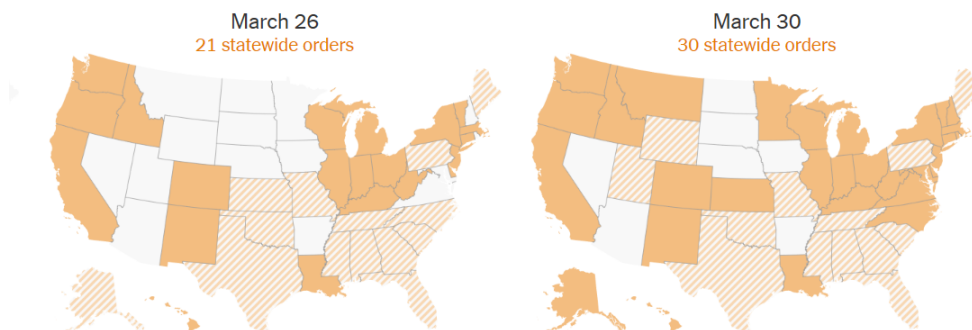 March 26
21 statewide orders
March 30
30 statewide orders